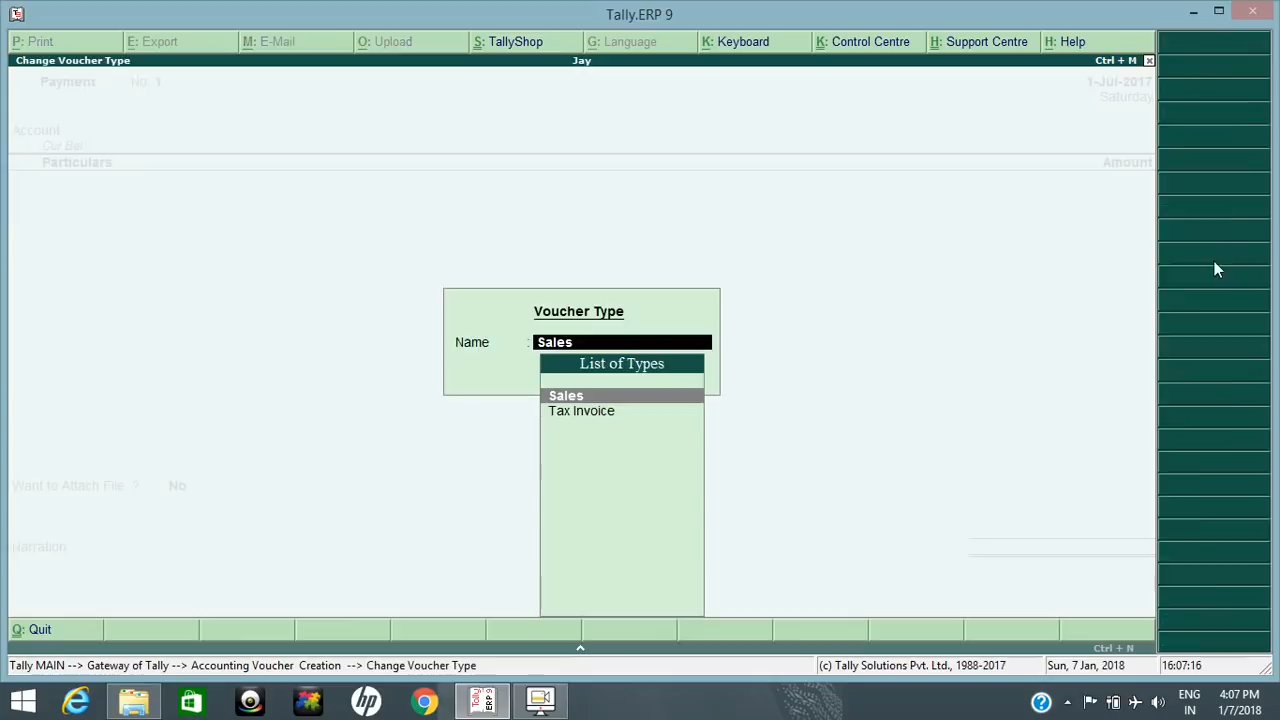 Tally.ERP 9
P: Print
E: Export
M: E-Mail
O: Upload
S: TallyShop
G: Language
K: Keyboard
K: Control Centre
H: Support Centre
H: Help
Change Voucher Type
Jay
Ctrl + M
Payment No. 1
1-Jul-2017
Saturday
Account
Cur Bal:
Particulars
Amount
Voucher Type
Name : Sales
List of Types
Sales
Tax Invoice
Want to Attach File ? No
Narration
Q: Quit
Ctrl + N
Tally MAIN --> Gateway of Tally --> Accounting Voucher Creation --> Change Voucher Type
(c) Tally Solutions Pvt. Ltd., 1988-2017
Sun, 7 Jan, 2018
16:07:16
Tally ERP 9
hp
ENG
IN
4:07 PM
1/7/2018